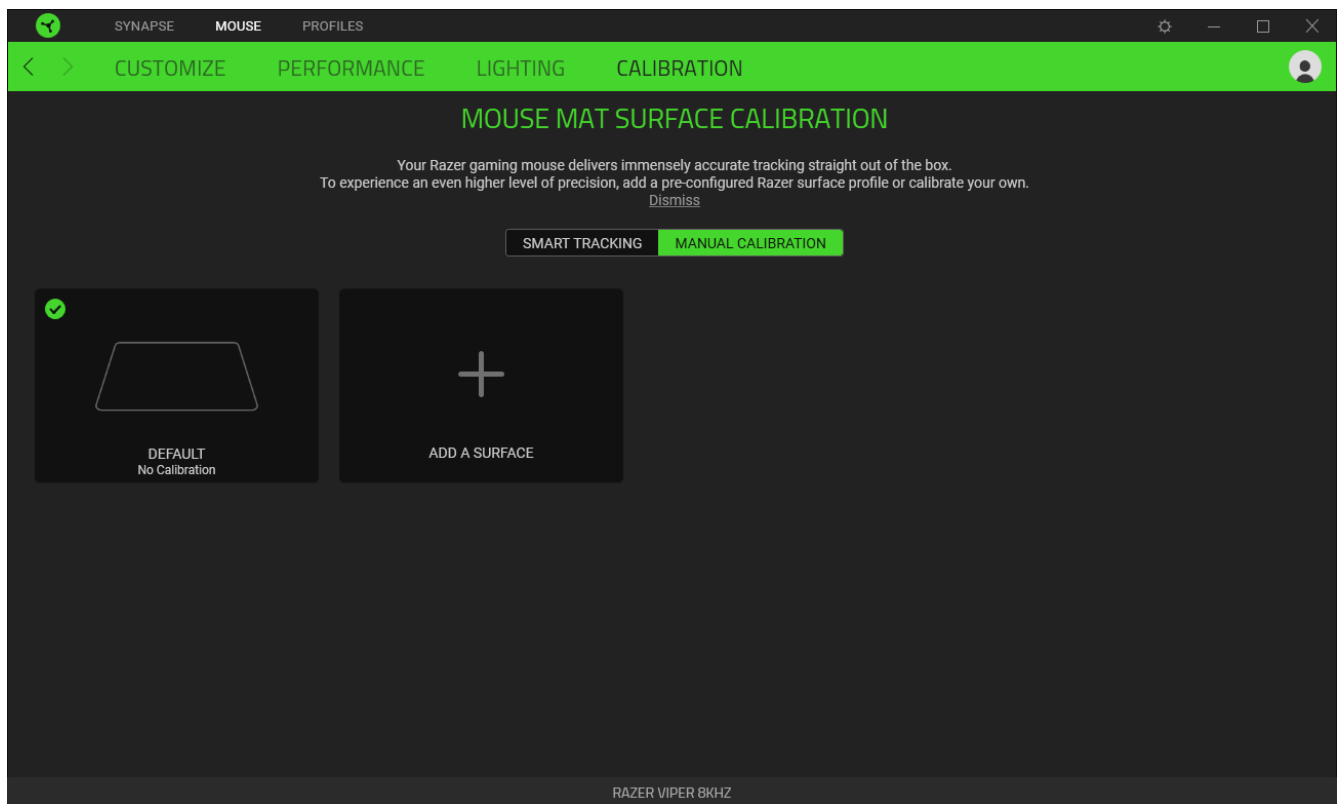 SYNAPSE MOUSE PROFILES
CUSTOMIZE PERFORMANCE LIGHTING CALIBRATION
MOUSE MAT SURFACE CALIBRATION
Your Razer gaming mouse delivers immensely accurate tracking straight out of the box.
To experience an even higher level of precision, add a pre-configured Razer surface profile or calibrate your own.
Dismiss
SMART TRACKING MANUAL CALIBRATION
DEFAULT
No Calibration
ADD A SURFACE
RAZER VIPER 8KHZ